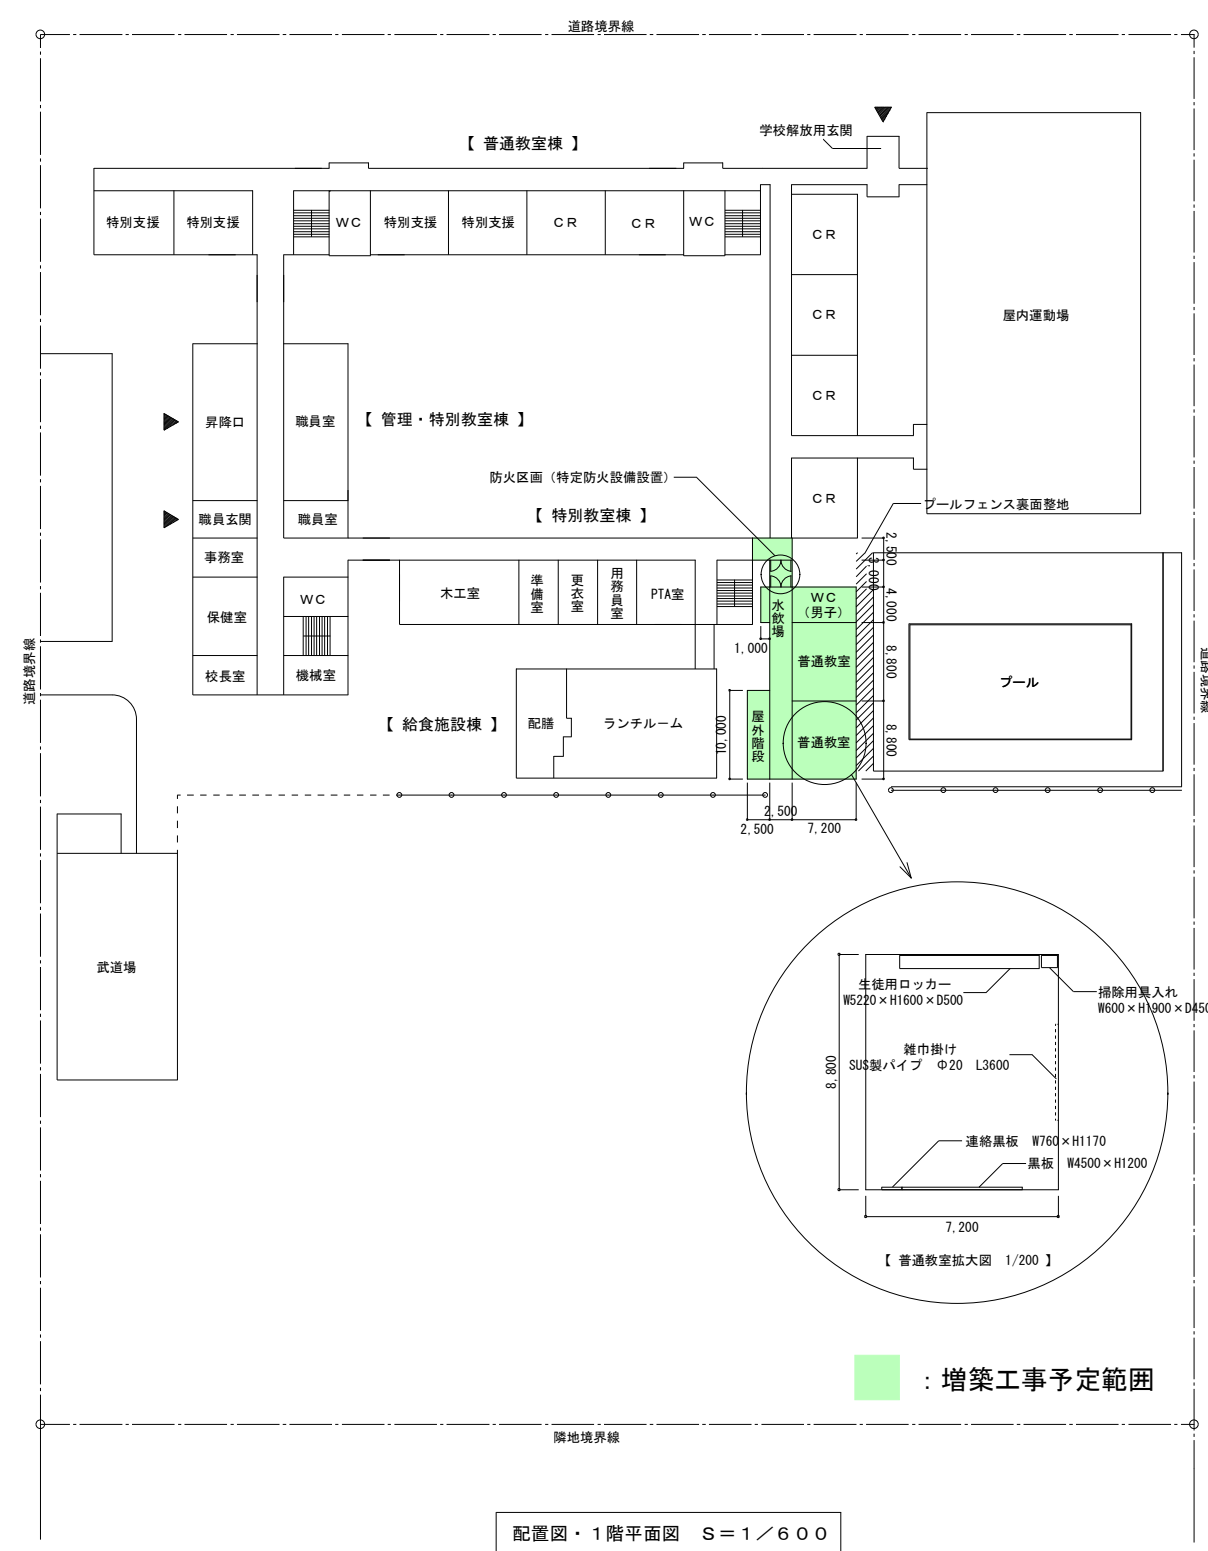 道路境界線
学校解放用玄関
【 普通教室棟 】
特別支援
特別支援
WC
特別支援
特別支援
CR
CR
WC
CR
CR
CR
CR
屋内運動場
昇降口
職員室
【 管理・特別教室棟 】
防火区画（特定防火設備設置）
プールフェンス裏面整地
【 特別教室棟 】
職員玄関
職員室
事務室
保健室
校長室
WC
機械室
木工室
準備室
更衣室
用務員室
PTA室
水飲場
WC
（男子）
普通教室
普通教室
屋外階段
2,500
3,000
4,000
8,800
8,800
1,000
10,000
2,500
2,500
7,200
プール
道路境界線
道路境界線
【 給食施設棟 】
配膳
ランチルーム
武道場
生徒用ロッカー
W5220×H1600×D500
掃除用具入れ
W600×H1900×D450
雑巾掛け
SUS製パイプ Φ20 L3600
8,800
連絡黒板 W760×H1170
黒板 W4500×H1200
7,200
【 普通教室拡大図 1/200 】
：増築工事予定範囲
隣地境界線
配置図・１階平面図 Ｓ＝１／６００